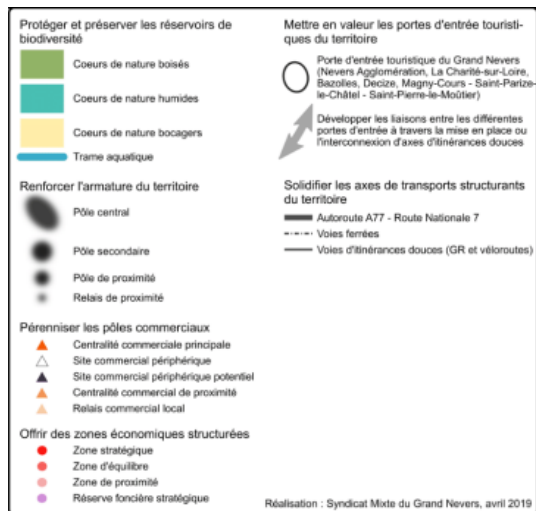 Protéger et préserver les réservoirs de
biodiversité
Coeurs de nature boisés
Coeurs de nature humides
Coeurs de nature bocagers
Trame aquatique
Renforcer l'armature du territoire
Pôle central
Pôle secondaire
Pôle de proximité
Relais de proximité
Pérenniser les pôles commerciaux
Centralité commerciale principale
Site commercial périphérique
Site commercial périphérique potentiel
Centralité commercial de proximité
Relais commercial local
Offrir des zones économiques structurées
Zone stratégique
Zone d'équilibre
Zone de proximité
Réserve foncière stratégique
Mettre en valeur les portes d'entrée touristi-
ques du territoire
Porte d'entrée touristique du Grand Nevers
(Nevers Agglomération, La Charité-sur-Loire,
Bazolles, Decize, Magny-Cours - Saint-Parize-
le-Châtel - Saint-Pierre-le-Moûtier)
Développer les liaisons entre les différentes
portes d'entrée à travers la mise en place ou
l'interconnexion d'axes d'itinérances douces
Solidifier les axes de transports structurants
du territoire
Autoroute A77 - Route Nationale 7
Voies ferrées
Voies d'itinérances douces (GR et véloroutes)
Réalisation : Syndicat Mixte du Grand Nevers, avril 2019